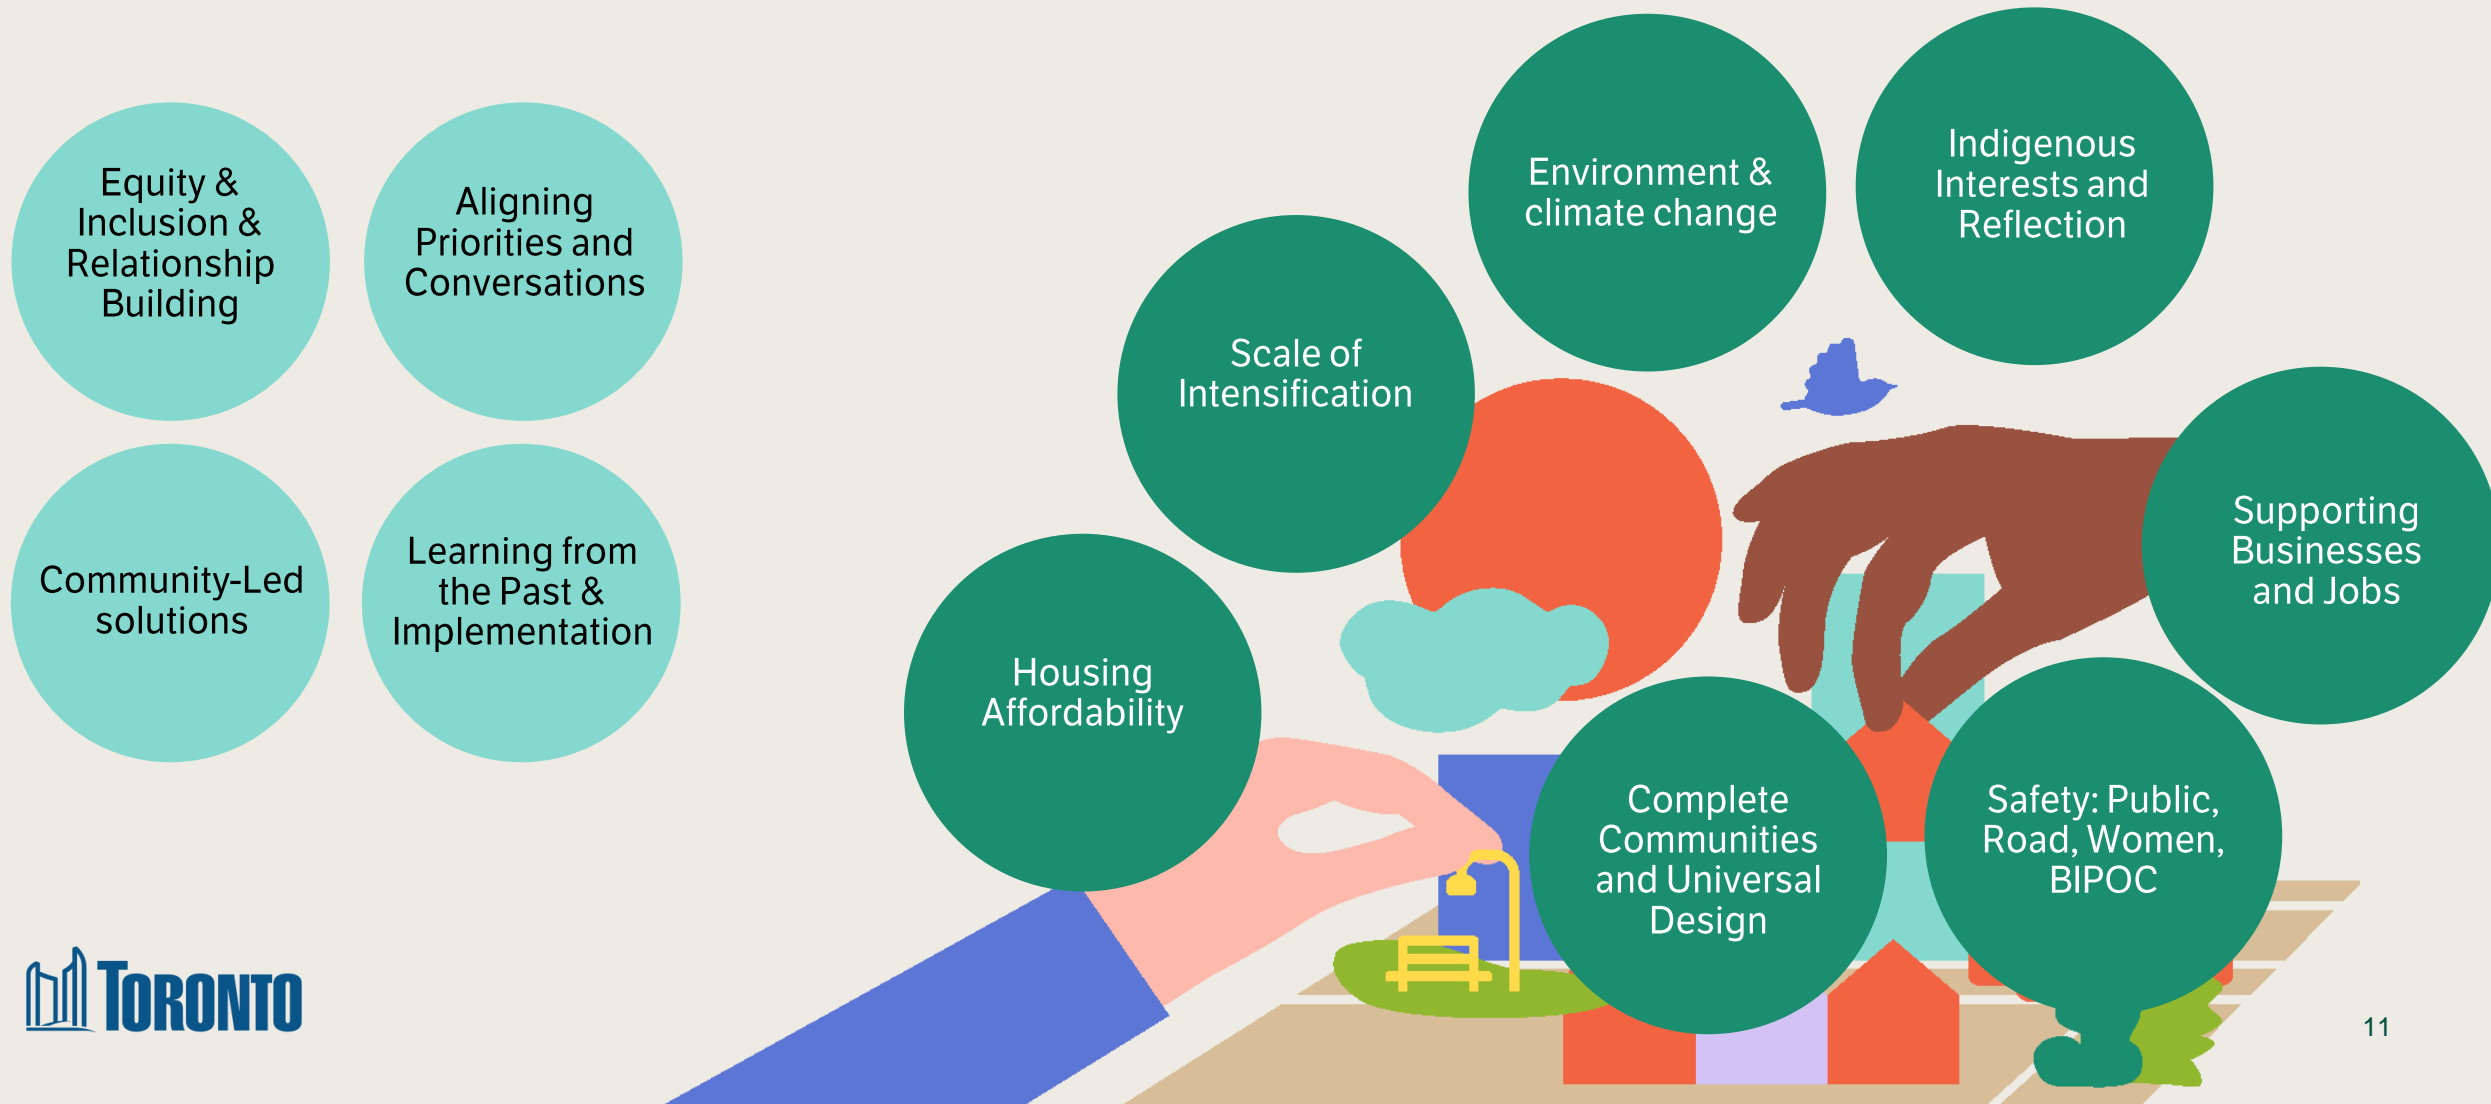 Equity &
Inclusion &
Relationship
Building
Aligning
Priorities and
Conversations
Community-Led
solutions
Learning from
the Past &
Implementation
Housing
Affordability
Scale of
Intensification
Environment &
climate change
Indigenous
Interests and
Reflection
Supporting
Businesses
and Jobs
Complete
Communities
and Universal
Design
Safety: Public,
Road, Women,
BIPOC
TORONTO
11